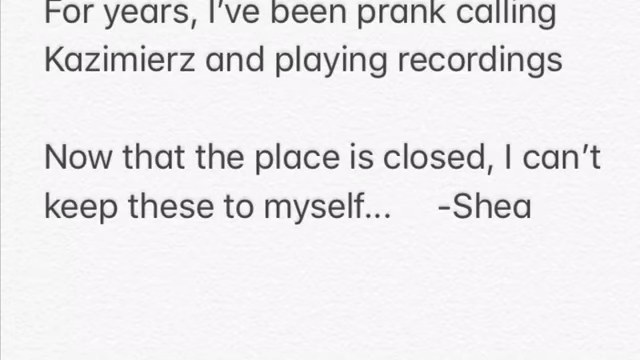 For years, I've been prank calling
Kazimierz and playing recordings
Now that the place is closed, I can't
keep these to myself... -Shea